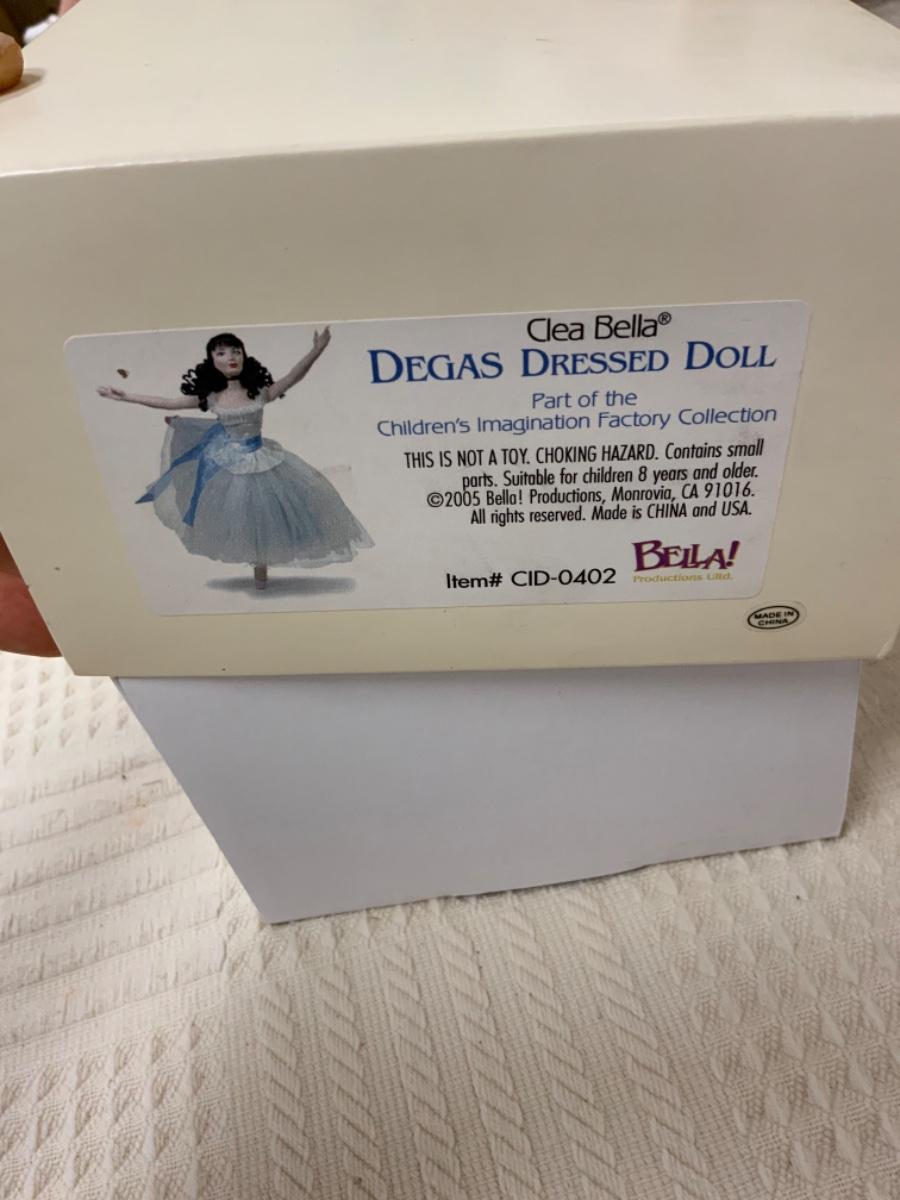 Clea Bella®
DEGAS DRESSED DOLL
Part of the
Children's Imagination Factory Collection
THIS IS NOT A TOY. CHOKING HAZARD. Contains small
parts. Suitable for children 8 years and older.
©2005 Bella! Productions, Monrovia, CA 91016.
All rights reserved. Made is CHINA and USA.
Item# CID-0402
BELLA!
Productions Ultd.
MADE IN
CHINA